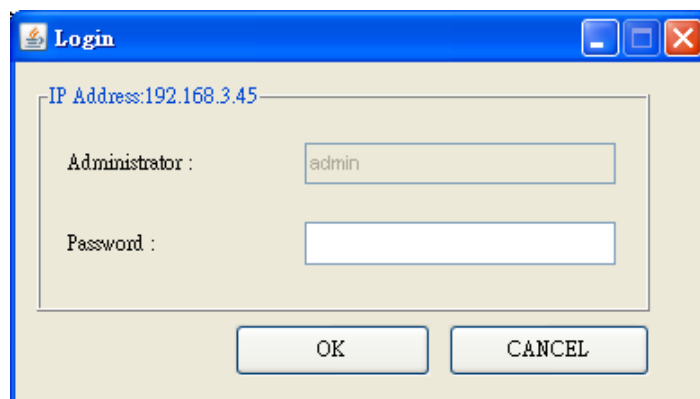 Login
IP Address:192.168.3.45
Administrator : admin
Password :
OK CANCEL